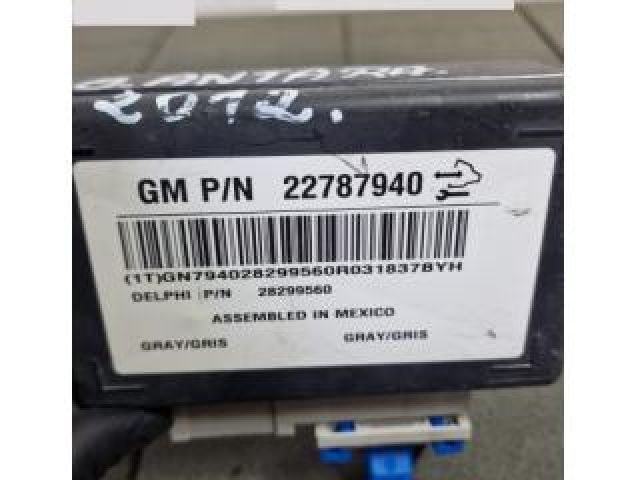 2012.
GM P/N 22787940
(1T)GN794028299560R031837BYH
DELPHI P/N 28299560
ASSEMBLED IN MEXICO
GRAY/GRIS GRAY/GRIS